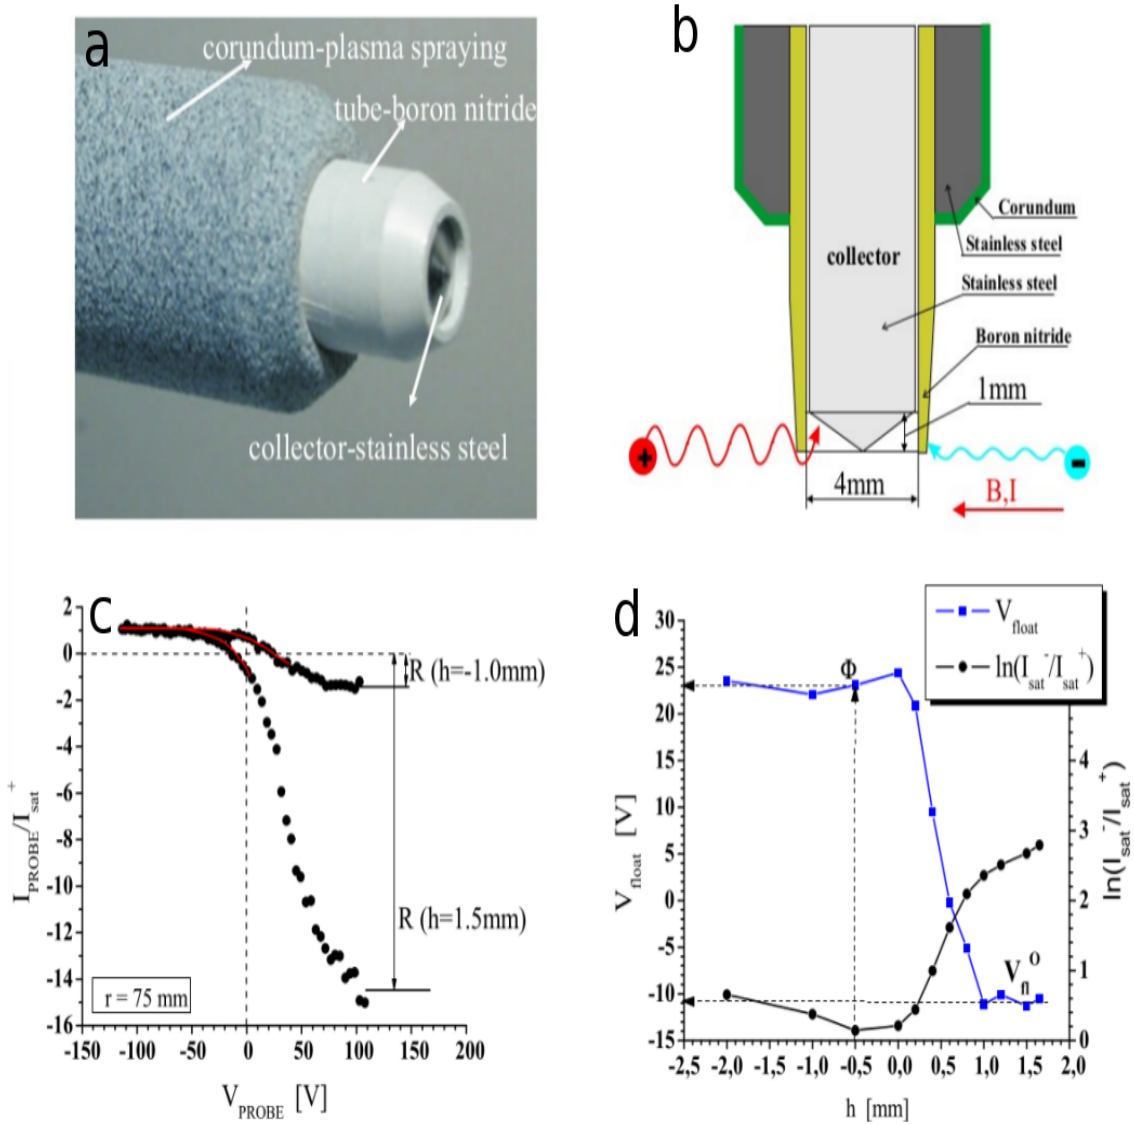 a
corundum-plasma spraying
tube-boron nitride
collector-stainless steel
b
Corundum
Stainless steel
collector
Stainless steel
Boron nitride
1mm
+
-
4mm
B,I
c
2
0
-2
-4
-6
-8
-10
-12
-14
-16
I_PROBE/I_sat^+
R (h=-1.0mm)
R (h=1.5mm)
r = 75 mm
-150 -100 -50 0 50 100 150 200
V_PROBE [V]
d
V_float
ln(I_sat^-/I_sat^+)
30
25
20
15
10
5
0
-5
-10
-15
V_float [V]
Φ
V_fl^O
4
3
2
1
0
ln(I_sat^-/I_sat^+)
-2,5 -2,0 -1,5 -1,0 -0,5 0,0 0,5 1,0 1,5 2,0
h [mm]